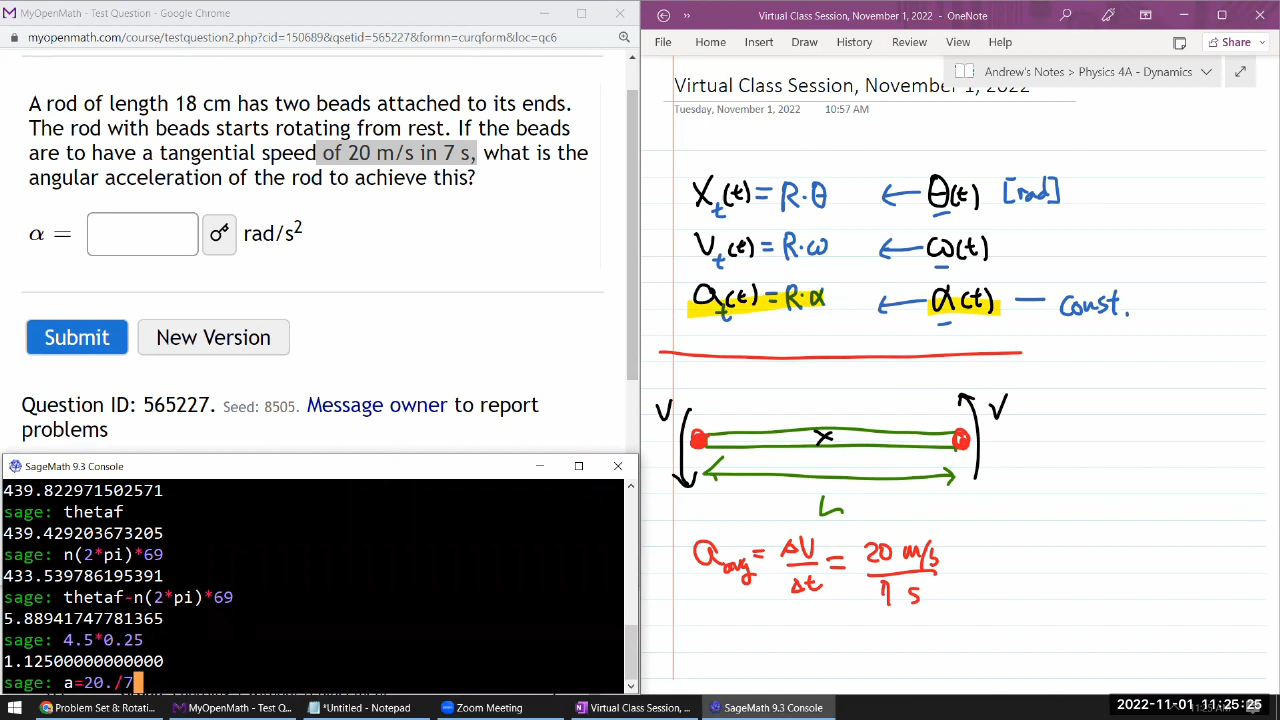 MyOpenMath - Test Question - Google Chrome
myopenmath.com/course/testquestion2.php?cid=150689&qsetid=565227&formn=curqform&loc=qc6
A rod of length 18 cm has two beads attached to its ends.
The rod with beads starts rotating from rest. If the beads
are to have a tangential speed of 20 m/s in 7 s, what is the
angular acceleration of the rod to achieve this?
α = rad/s²
Submit New Version
Question ID: 565227. Seed: 8505. Message owner to report
problems
SageMath 9.3 Console
439.822971502571
sage: thetaf
439.429203673205
sage: n(2*pi)*69
433.539786195391
sage: thetaf-n(2*pi)*69
5.88941747781365
sage: 4.5*0.25
1.12500000000000
sage: a=20./7
Virtual Class Session, November 1, 2022 - OneNote
File Home Insert Draw History Review View Help Share
Andrew's Notes > Physics 4A - Dynamics
Virtual Class Session, November 1, 2022
Tuesday, November 1, 2022 10:57 AM
X_t(t) = R·θ ← θ(t) [rad]
V_t(t) = R·ω ← ω(t)
a_t(t) = R·α ← α(t) — Const.
V V
L
a_avg = ΔV/Δt = 20 m/s / 7 s
Problem Set & Rotati... MyOpenMath - Test Qu... *Untitled - Notepad Zoom Meeting Virtual Class Session, ... SageMath 9.3 Console
2022-11-01 11:25:25